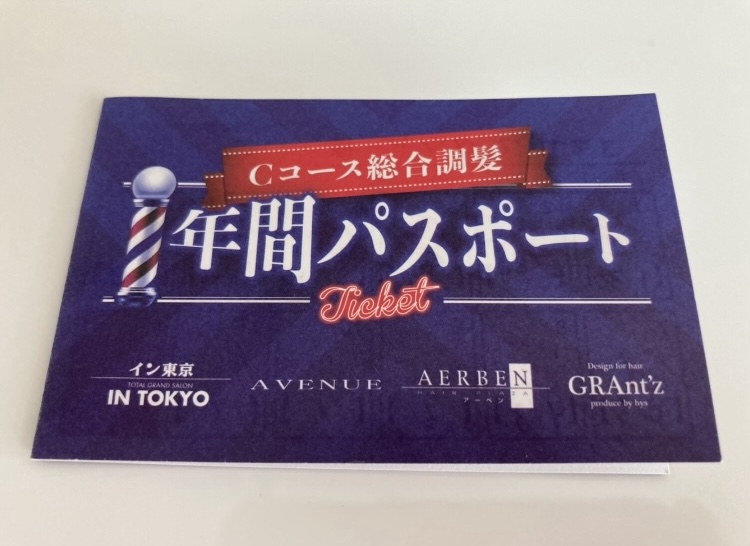 Cコース総合調髪
年間パスポート
Ticket
イン東京
TOTAL GRAND SALON
IN TOKYO
AVENUE
AERBEN
アーベン
Design for hair
GRAnt'z
produce by hys